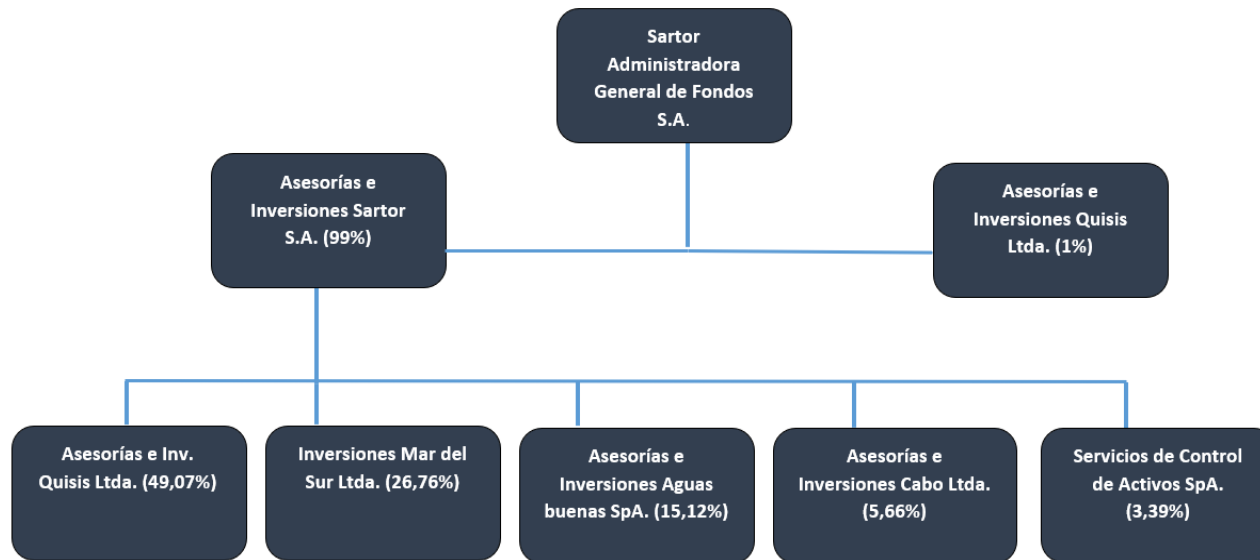 Sartor
Administradora
General de Fondos
S.A.
Asesorías e
Inversiones Sartor
S.A. (99%)
Asesorías e
Inversiones Quisis
Ltda. (1%)
Asesorías e Inv.
Quisis Ltda. (49,07%)
Inversiones Mar del
Sur Ltda. (26,76%)
Asesorías e
Inversiones Aguas
buenas SpA. (15,12%)
Asesorías e
Inversiones Cabo Ltda.
(5,66%)
Servicios de Control
de Activos SpA.
(3,39%)